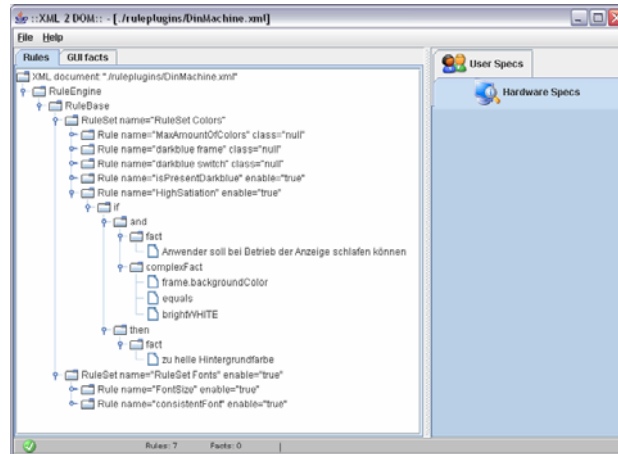 ::XML 2 DOM:: - [./ruleplugins/DinMachine.xml]
File Help
Rules GUI facts
XML document "./ruleplugins/DinMachine.xml"
RuleEngine
RuleBase
RuleSet name="RuleSet Colors"
Rule name="MaxAmountOfColors" class="null"
Rule name="darkblue frame" class="null"
Rule name="darkblue switch" class="null"
Rule name="isPresentDarkblue" enable="true"
Rule name="HighSatiation" enable="true"
if
and
fact
Anwender soll bei Betrieb der Anzeige schlafen können
complexFact
frame.backgroundColor
equals
brightWHITE
then
fact
zu helle Hintergrundfarbe
RuleSet name="RuleSet Fonts" enable="true"
Rule name="FontSize" enable="true"
Rule name="consistentFont" enable="true"
User Specs
Hardware Specs
Rules: 7 Facts: 0